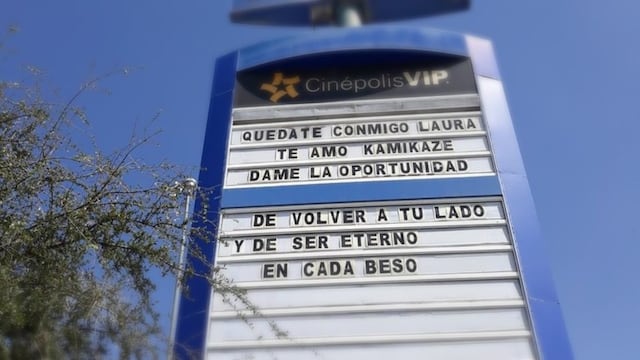 CinépolisVIP
QUEDATE CONMIGO LAURA
TE AMO KAMIKAZE
DAME LA OPORTUNIDAD
DE VOLVER A TU LADO
Y DE SER ETERNO
EN CADA BESO